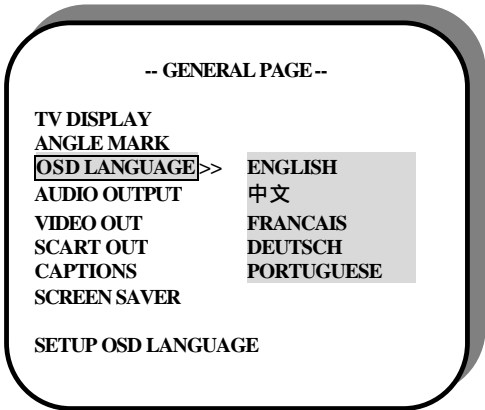 -- GENERAL PAGE --
TV DISPLAY
ANGLE MARK
OSD LANGUAGE >> ENGLISH
AUDIO OUTPUT 中文
VIDEO OUT FRANCAIS
SCART OUT DEUTSCH
CAPTIONS PORTUGUESE
SCREEN SAVER
SETUP OSD LANGUAGE